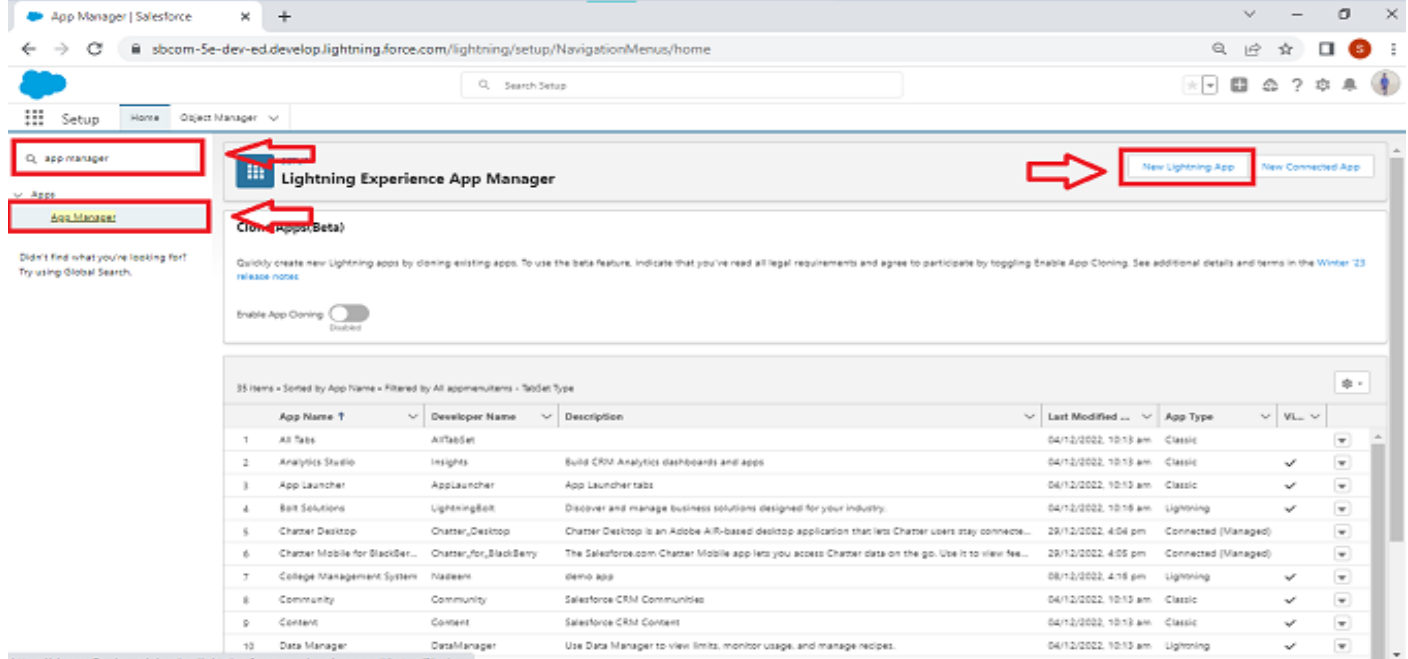 App Manager | Salesforce
sbcom-5e-dev-ed.develop.lightning.force.com/lightning/setup/NavigationMenus/home
S
Search Setup
Setup
Home
Object Manager
app manager
Apps
App Manager
Didn't find what you're looking for?
Try using Global Search.
Lightning Experience App Manager
New Lightning App
New Connected App
Apps(Beta)
Quickly create new Lightning apps by cloning existing apps. To use the beta feature, indicate that you've read all legal requirements and agree to participate by toggling Enable App Cloning. See additional details and terms in the Winter '23
release notes
Enable App Cloning
Disabled
35 items • Sorted by App Name • Filtered by All appmenuitems - TabSet Type
App Name ↑ Developer Name Description Last Modified ... App Type Vi...
1 All Tabs AllTabSet 04/12/2022, 10:13 am Classic
2 Analytics Studio Insights Build CRM Analytics dashboards and apps 04/12/2022, 10:13 am Classic
3 App Launcher AppLauncher App Launcher tabs 04/12/2022, 10:13 am Classic
4 Bolt Solutions LightningBolt Discover and manage business solutions designed for your industry. 04/12/2022, 10:16 am Lightning
5 Chatter Desktop Chatter_Desktop Chatter Desktop is an Adobe AIR-based desktop application that lets Chatter users stay connecte... 29/12/2022, 4:04 pm Connected (Managed)
6 Chatter Mobile for BlackBer... Chatter_for_BlackBerry The Salesforce.com Chatter Mobile app lets you access Chatter data on the go. Use it to view fee... 29/12/2022, 4:05 pm Connected (Managed)
7 College Management System Nadeem demo app 08/12/2022, 4:16 pm Lightning
8 Community Community Salesforce CRM Communities 04/12/2022, 10:13 am Classic
9 Content Content Salesforce CRM Content 04/12/2022, 10:13 am Classic
10 Data Manager DataManager Use Data Manager to view limits, monitor usage, and manage recipes. 04/12/2022, 10:13 am Lightning